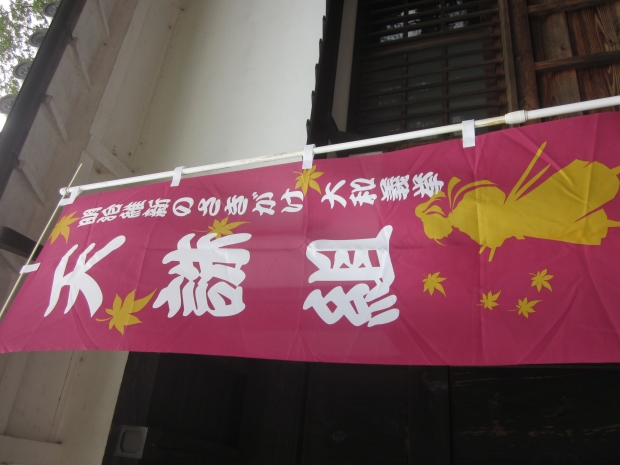 明治維新のさきがけ 大和義挙
天誅組